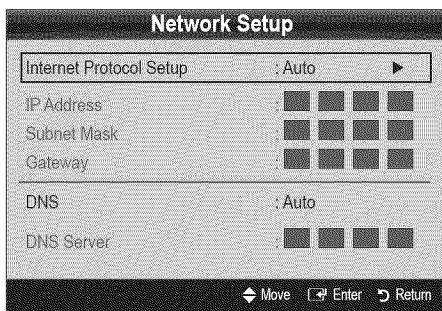 Network Setup
Internet Protocol Setup : Auto
IP Address :
Subnet Mask :
Gateway :
DNS : Auto
DNS Server :
Move Enter Return